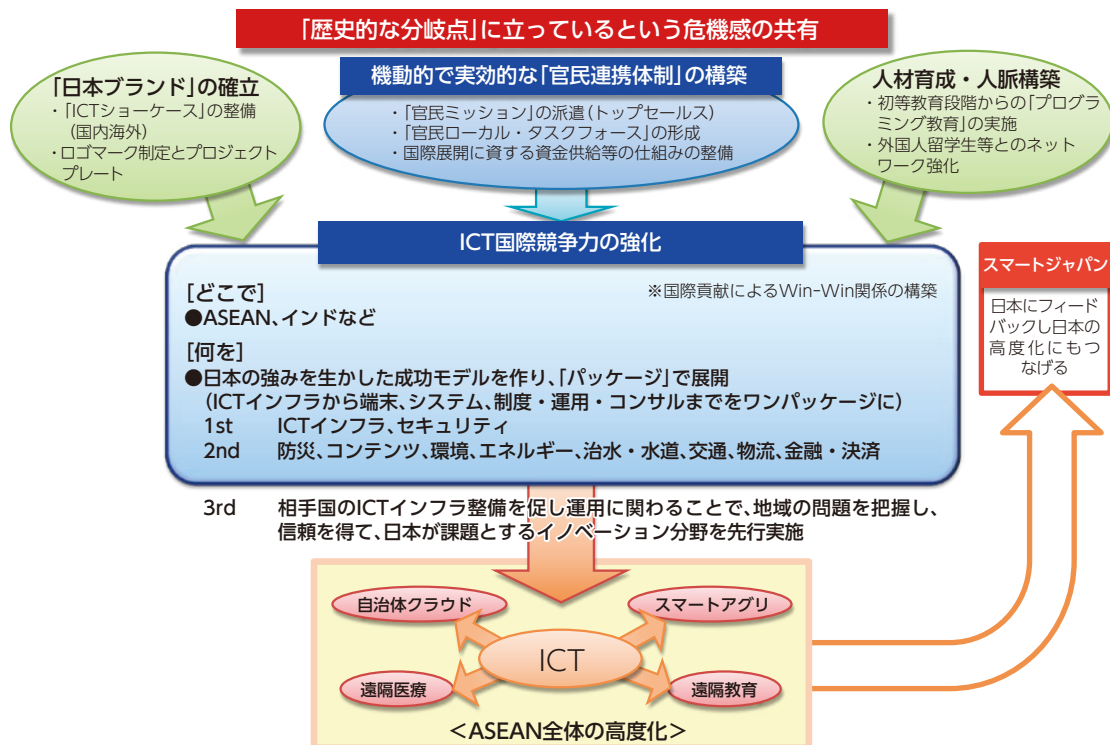 「歴史的な分岐点」に立っているという危機感の共有
「日本ブランド」の確立
・「ICTショーケース」の整備
(国内海外)
・ロゴマーク制定とプロジェクト
プレート
機動的で実効的な「官民連携体制」の構築
・「官民ミッション」の派遣(トップセールス)
・「官民ローカル・タスクフォース」の形成
・国際展開に資する資金供給等の仕組みの整備
人材育成・人脈構築
・初等教育段階からの「プログラ
ミング教育」の実施
・外国人留学生等とのネット
ワーク強化
ICT国際競争力の強化
※国際貢献によるWin-Win関係の構築
[どこで]
●ASEAN、インドなど
[何を]
●日本の強みを生かした成功モデルを作り、「パッケージ」で展開
(ICTインフラから端末、システム、制度・運用・コンサルまでをワンパッケージに)
1st ICTインフラ、セキュリティ
2nd 防災、コンテンツ、環境、エネルギー、治水・水道、交通、物流、金融・決済
3rd 相手国のICTインフラ整備を促し運用に関わることで、地域の問題を把握し、
信頼を得て、日本が課題とするイノベーション分野を先行実施
スマートジャパン
日本にフィード
バックし日本の
高度化にもつ
なげる
自治体クラウド
スマートアグリ
ICT
遠隔医療
遠隔教育
<ASEAN全体の高度化>